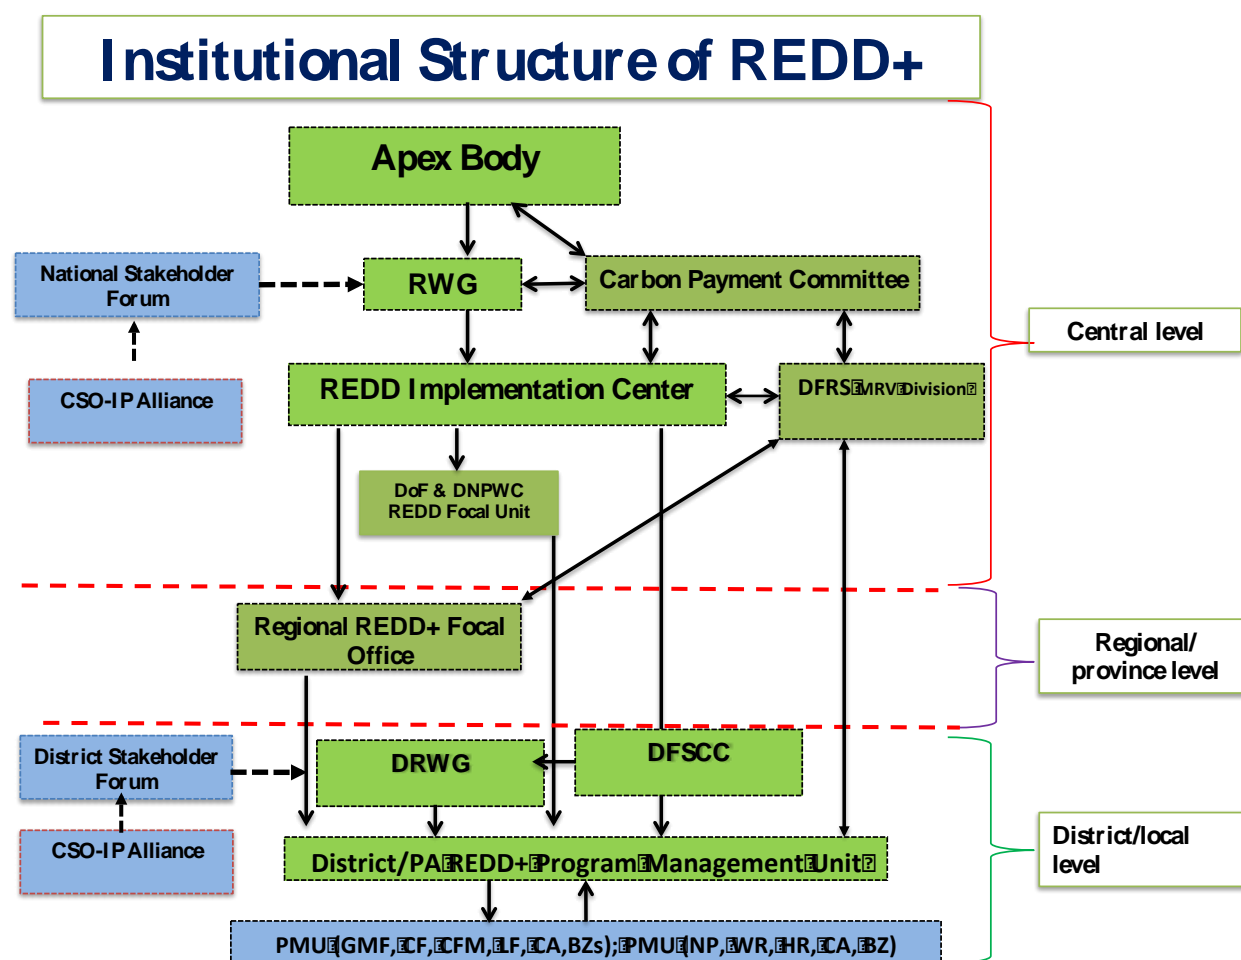 Institutional Structure of REDD+
Apex Body
National Stakeholder
Forum
RWG
Carbon Payment Committee
Central level
CSO-IP Alliance
REDD Implementation Center
DFRS MRV Division
DoF & DNPWC
REDD Focal Unit
Regional REDD+ Focal
Office
Regional/
province level
District Stakeholder
Forum
DRWG
DFSCC
CSO-IP Alliance
District/PA REDD+ Program Management Unit
District/local
level
PMU (GMF, CF, CFM, LF, CA,BZs); PMU (NP, WR, HR, CA, BZ)